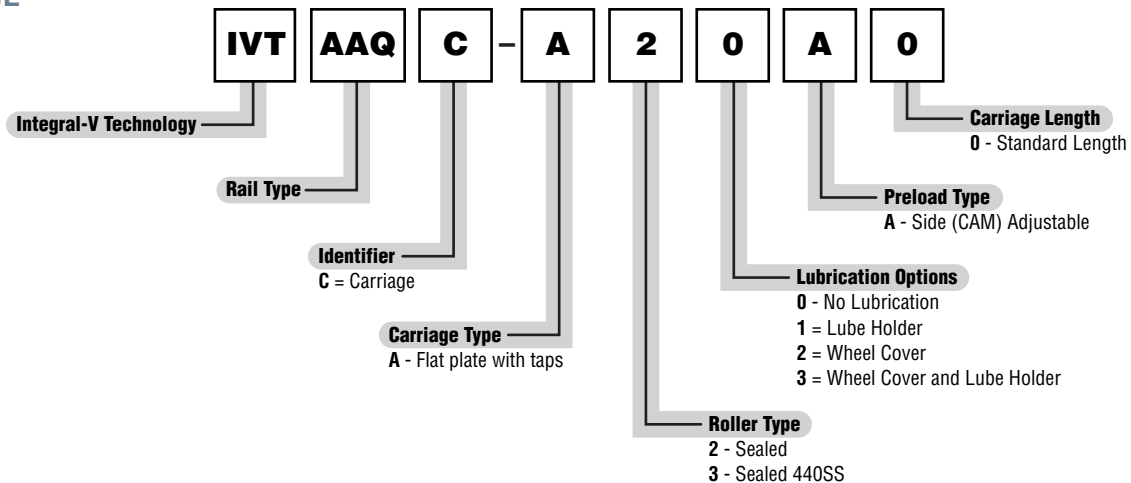 IVT AAQ C - A 2 0 A 0
Integral-V Technology
Rail Type
Identifier
C = Carriage
Carriage Type
A - Flat plate with taps
Roller Type
2 - Sealed
3 - Sealed 440SS
Lubrication Options
0 - No Lubrication
1 = Lube Holder
2 = Wheel Cover
3 = Wheel Cover and Lube Holder
Preload Type
A - Side (CAM) Adjustable
Carriage Length
0 - Standard Length